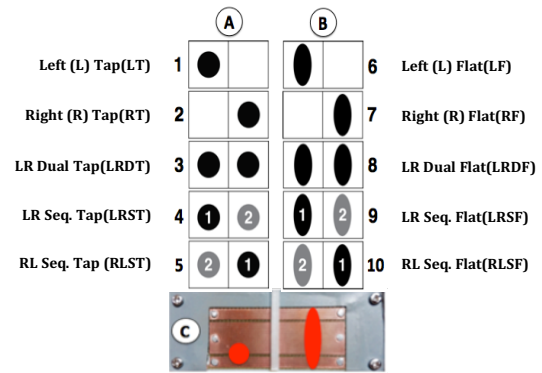 A B
Left (L) Tap(LT) 1 6 Left (L) Flat(LF)
Right (R) Tap(RT) 2 7 Right (R) Flat(RF)
LR Dual Tap(LRDT) 3 8 LR Dual Flat(LRDF)
LR Seq. Tap(LRST) 4 1 2 1 2 9 LR Seq. Flat(LRSF)
RL Seq. Tap (RLST) 5 2 1 2 1 10 RL Seq. Flat(RLSF)
C